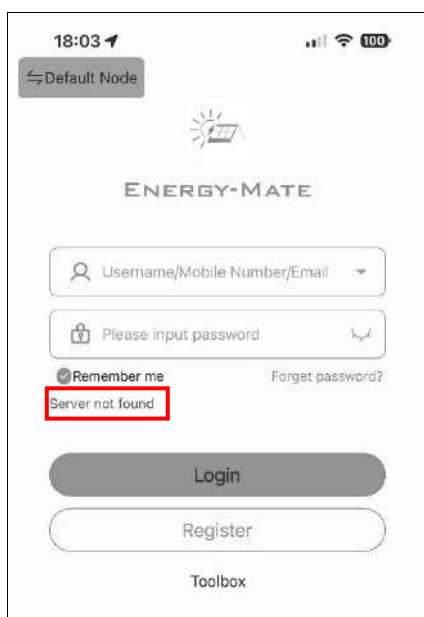 18:03
100
Default Node
ENERGY-MATE
Username/Mobile Number/Email
Please input password
Remember me
Forget password?
Server not found
Login
Register
Toolbox